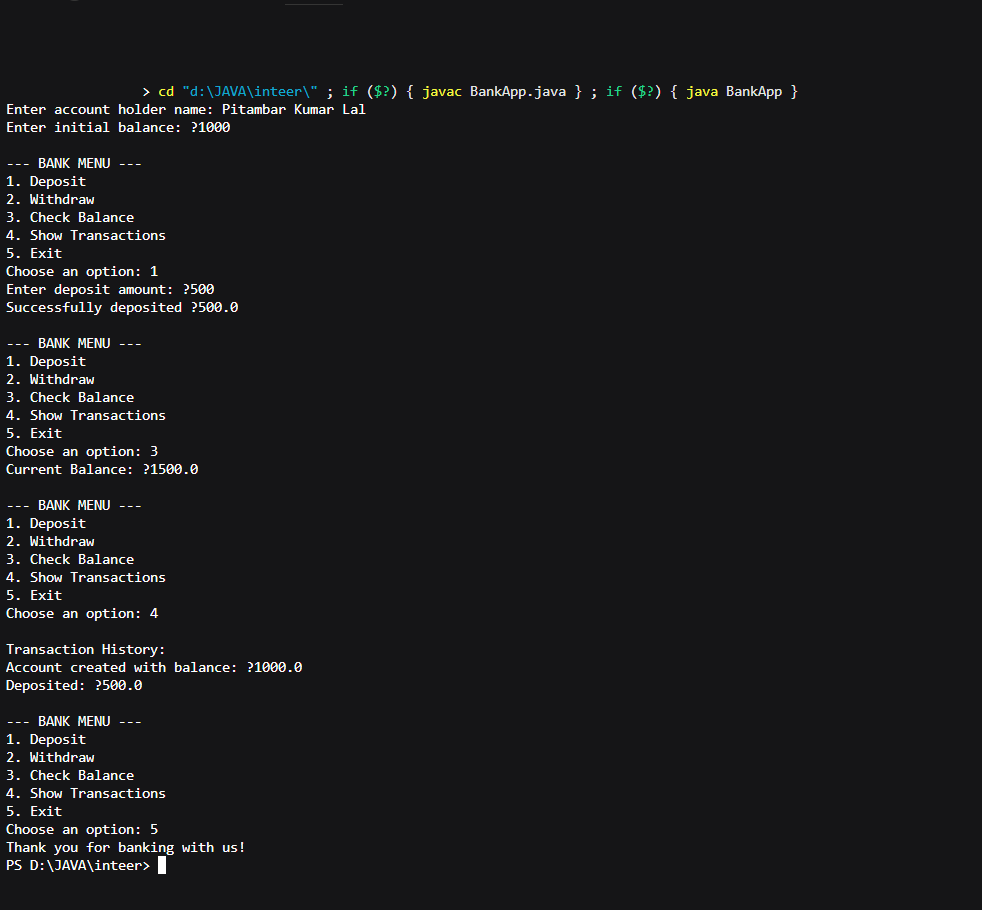 > cd "d:\JAVA\inteer\" ; if ($?) { javac BankApp.java } ; if ($?) { java BankApp }
Enter account holder name: Pitambar Kumar Lal
Enter initial balance: ?1000
--- BANK MENU ---
1. Deposit
2. Withdraw
3. Check Balance
4. Show Transactions
5. Exit
Choose an option: 1
Enter deposit amount: ?500
Successfully deposited ?500.0
--- BANK MENU ---
1. Deposit
2. Withdraw
3. Check Balance
4. Show Transactions
5. Exit
Choose an option: 3
Current Balance: ?1500.0
--- BANK MENU ---
1. Deposit
2. Withdraw
3. Check Balance
4. Show Transactions
5. Exit
Choose an option: 4
Transaction History:
Account created with balance: ?1000.0
Deposited: ?500.0
--- BANK MENU ---
1. Deposit
2. Withdraw
3. Check Balance
4. Show Transactions
5. Exit
Choose an option: 5
Thank you for banking with us!
PS D:\JAVA\inteer>